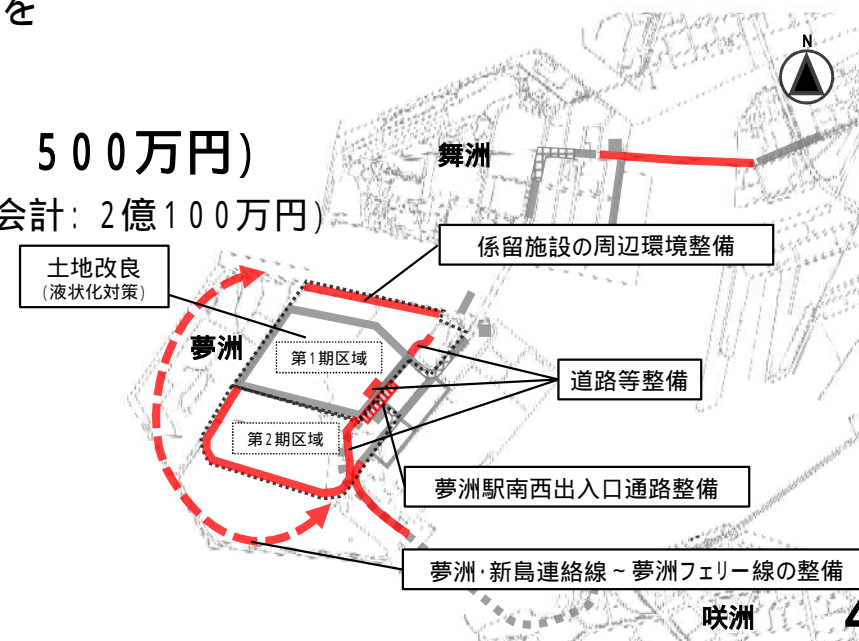 を
N
500万円)
舞洲
会計: 2億100万円)
係留施設の周辺環境整備
土地改良
(液状化対策)
夢洲
第1期区域
道路等整備
第2期区域
夢洲駅南西出入口通路整備
夢洲・新島連絡線～夢洲フェリー線の整備
咲洲